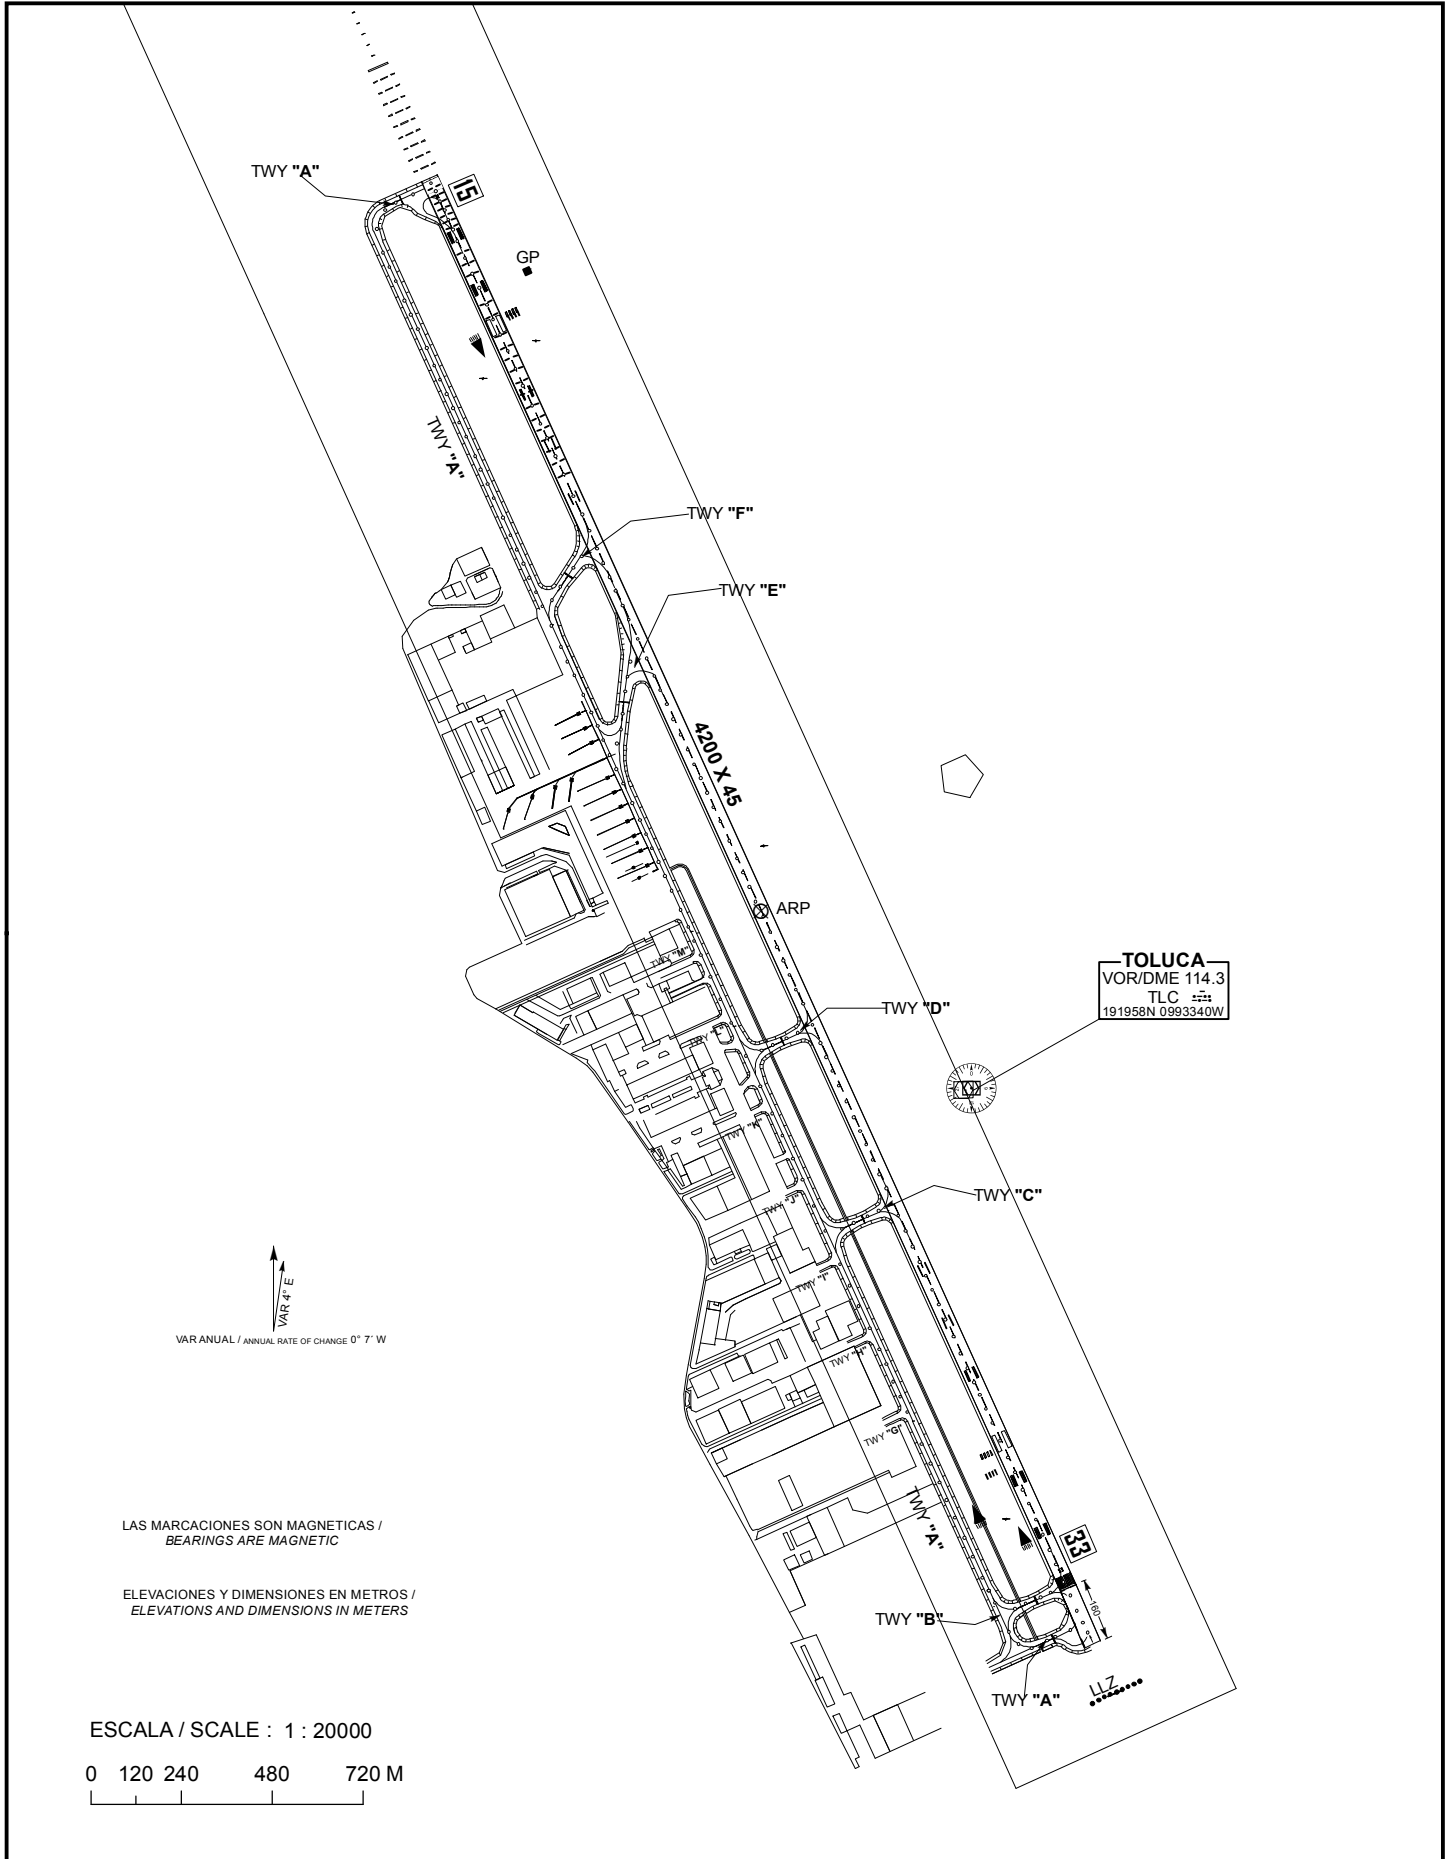 TWY "A"
15
GP
TWY "A"
TWY "F"
TWY "E"
4200 X 45
ARP
TOLUCA
VOR/DME 114.3
TLC
191958N 0993340W
TWY "M"
TWY "D"
TWY "L"
TWY "K"
TWY "C"
TWY "J"
TWY "I"
VAR 4° E
VAR ANUAL / ANNUAL RATE OF CHANGE 0° 7' W
TWY "H"
TWY "G"
TWY "A"
33
LAS MARCACIONES SON MAGNETICAS /
BEARINGS ARE MAGNETIC
ELEVACIONES Y DIMENSIONES EN METROS /
ELEVATIONS AND DIMENSIONS IN METERS
160
TWY "B"
TWY "A"
LLZ
ESCALA / SCALE : 1 : 20000
0 120 240 480 720 M